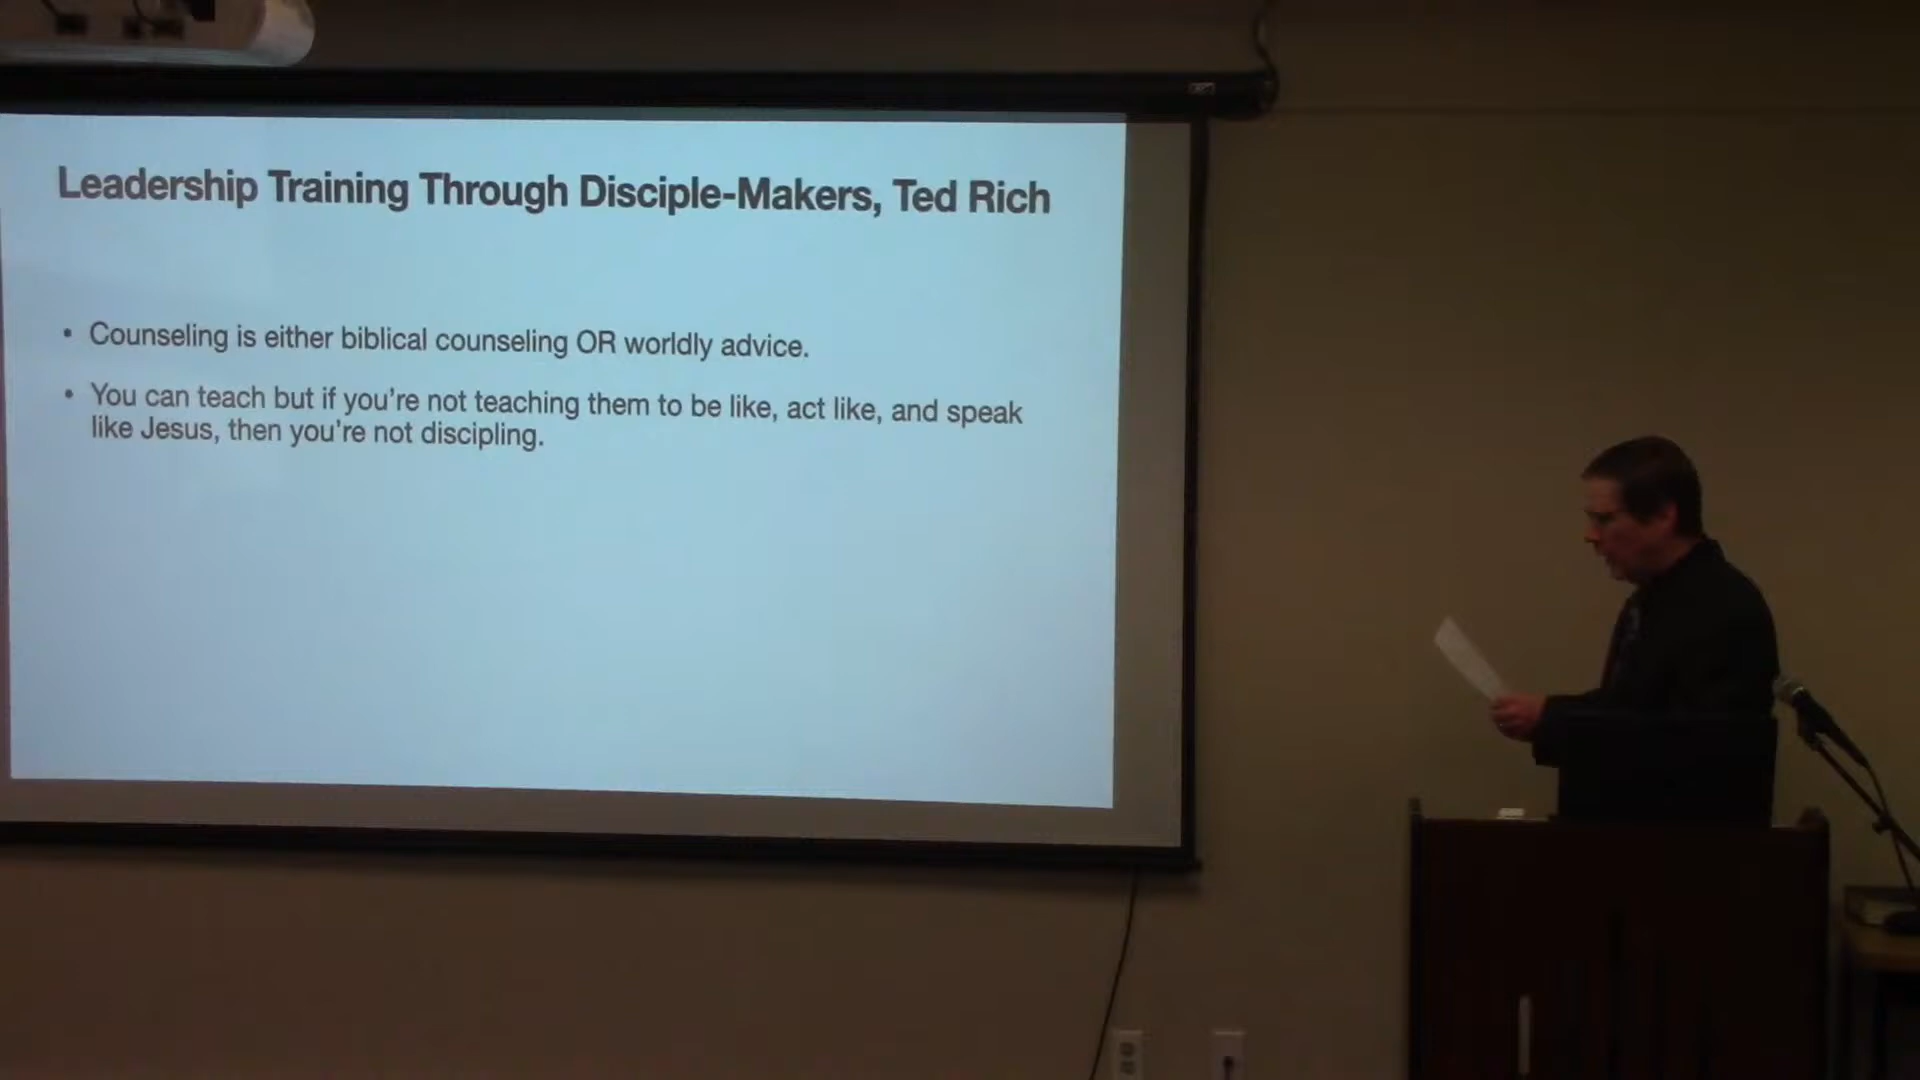 Leadership Training Through Disciple-Makers, Ted Rich
• Counseling is either biblical counseling OR worldly advice.
• You can teach but if you're not teaching them to be like, act like, and speak
like Jesus, then you're not discipling.